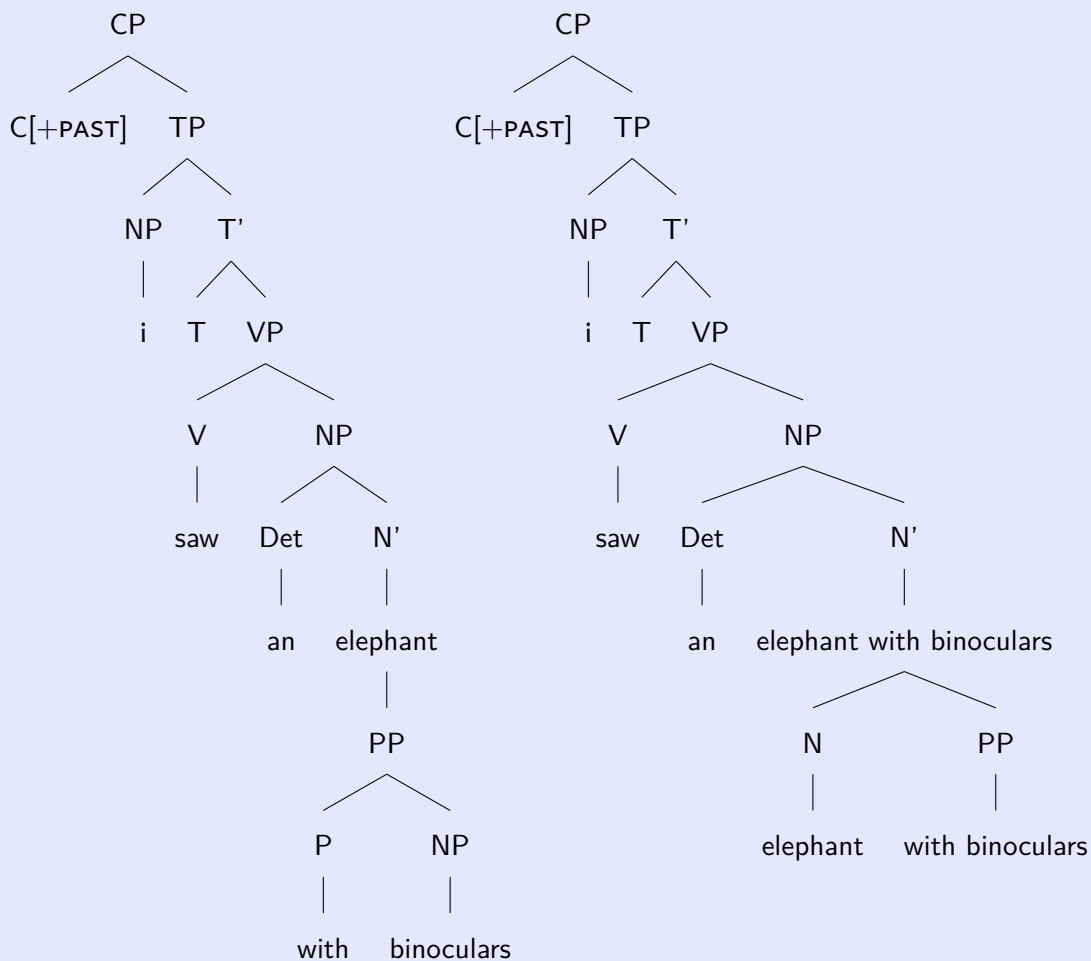 CP CP
C[+PAST] TP C[+PAST] TP
NP T' NP T'
i T VP i T VP
V NP V NP
saw Det N' saw Det N'
an elephant an elephant with binoculars
PP N PP
P NP elephant with binoculars
with binoculars